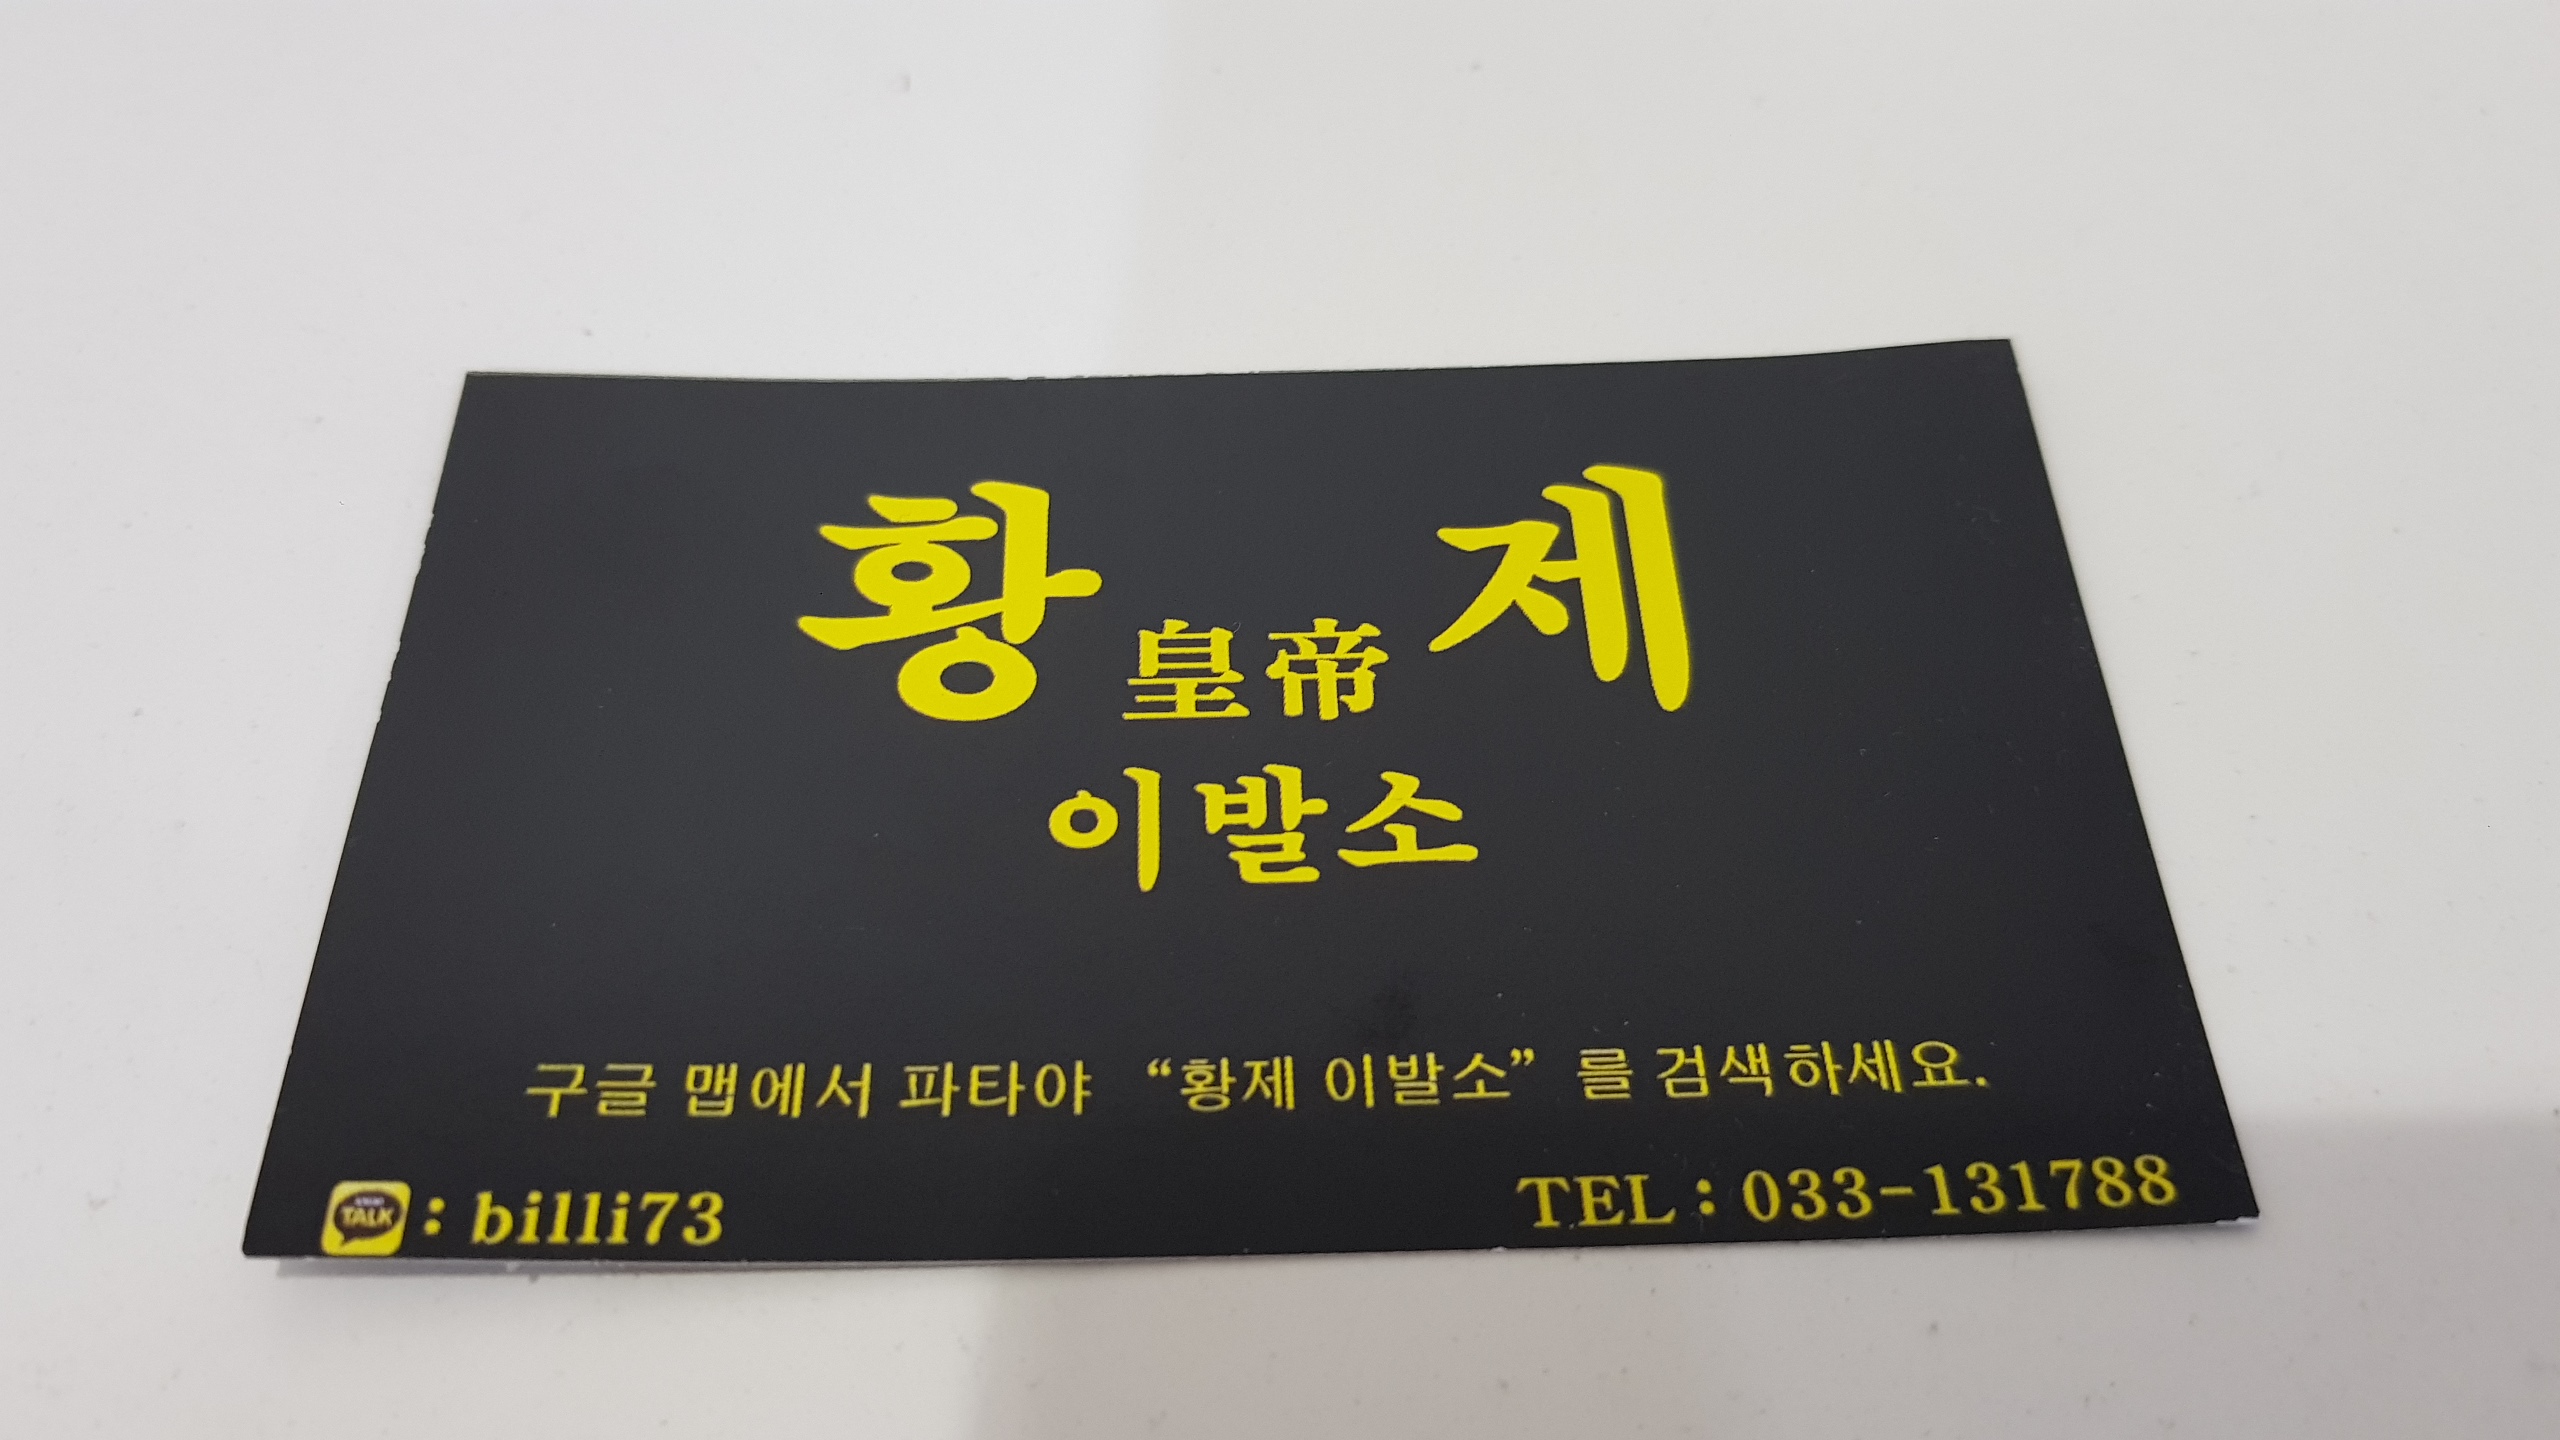 황 皇帝 제
이발소
구글 맵에서 파타야 “황제 이발소” 를 검색하세요.
TALK : billi73
TEL : 033-131788